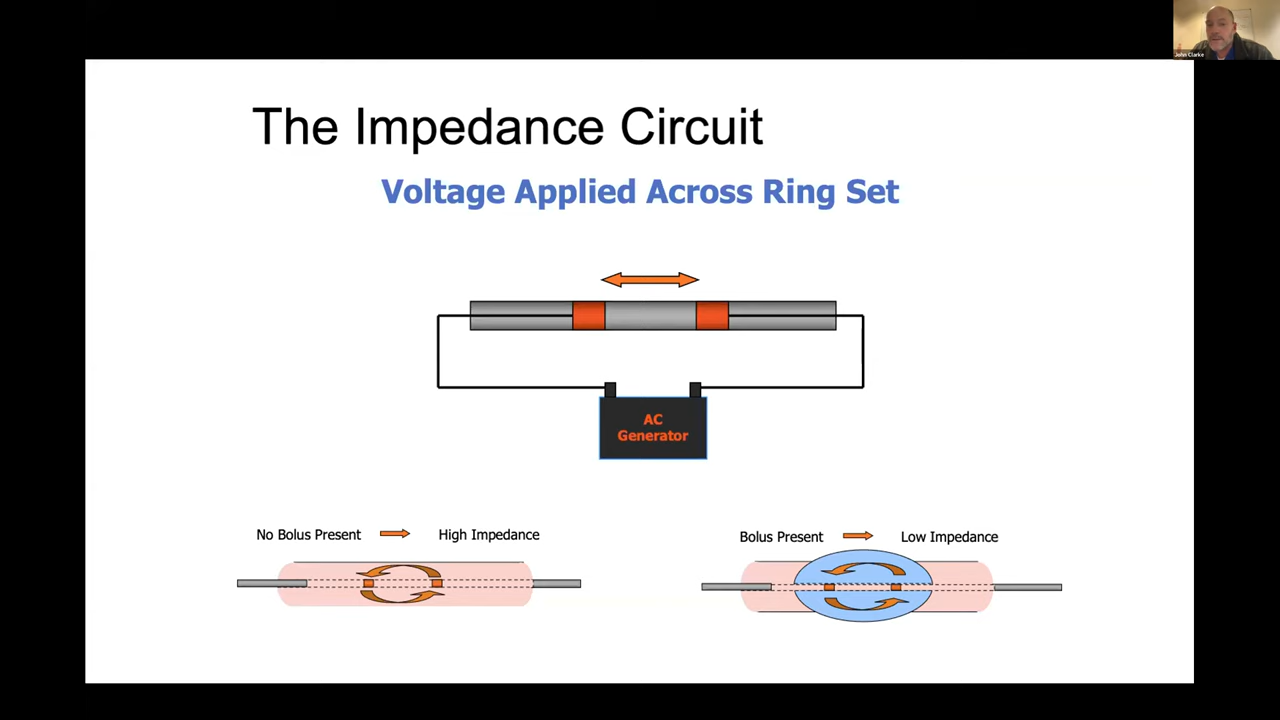 John Clarke
The Impedance Circuit
Voltage Applied Across Ring Set
AC
Generator
No Bolus Present High Impedance
Bolus Present Low Impedance